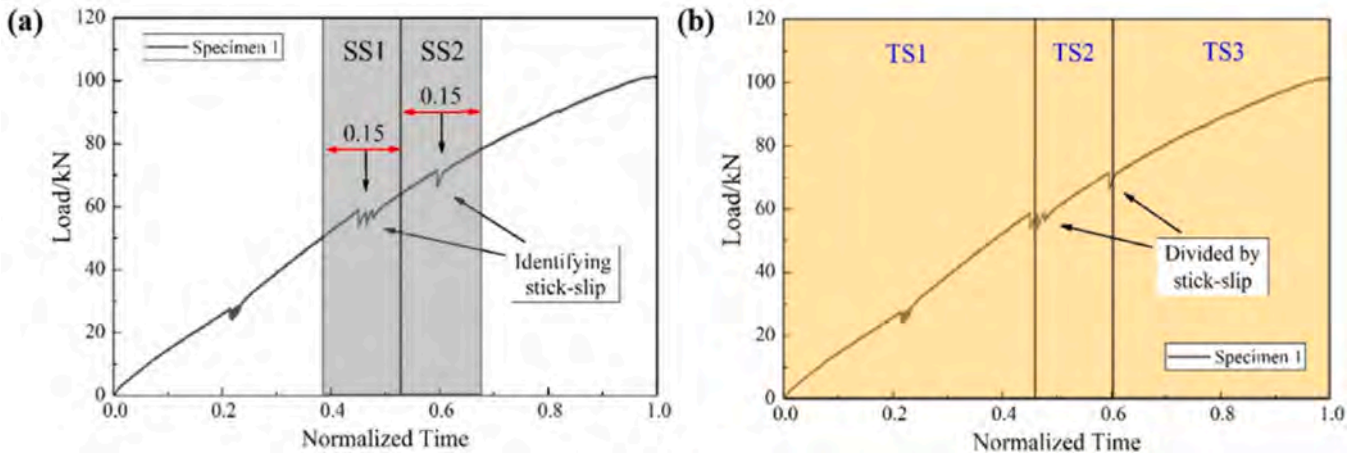 (a)
120
100
80
60
40
20
0
Load/kN
Specimen 1
SS1
SS2
0.15
0.15
Identifying
stick-slip
0.0
0.2
0.4
0.6
0.8
1.0
Normalized Time
(b)
120
100
80
60
40
20
0
Load/kN
TS1
TS2
TS3
Divided by
stick-slip
Specimen 1
0.0
0.2
0.4
0.6
0.8
1.0
Normalized Time